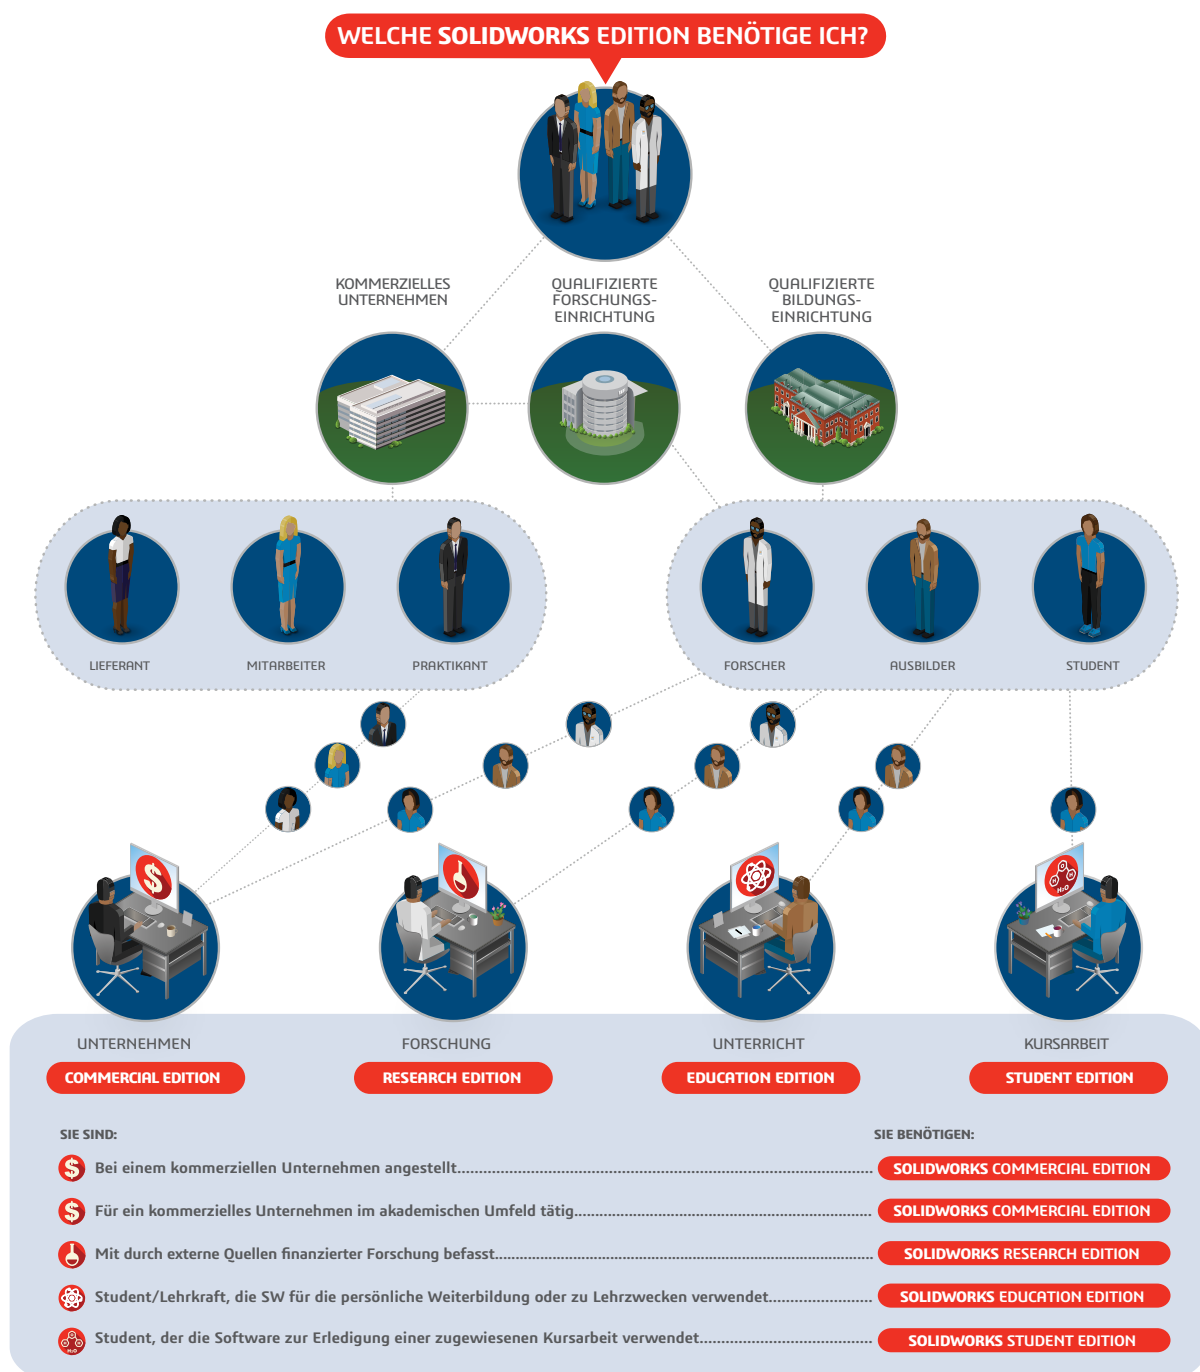 WELCHE SOLIDWORKS EDITION BENÖTIGE ICH?
KOMMERZIELLES
UNTERNEHMEN
QUALIFIZIERTE
FORSCHUNGS-
EINRICHTUNG
QUALIFIZIERTE
BILDUNGS-
EINRICHTUNG
LIEFERANT
MITARBEITER
PRAKTIKANT
FORSCHER
AUSBILDER
STUDENT
$
H₂O
UNTERNEHMEN
COMMERCIAL EDITION
FORSCHUNG
RESEARCH EDITION
UNTERRICHT
EDUCATION EDITION
KURSARBEIT
STUDENT EDITION
SIE SIND:
SIE BENÖTIGEN:
$ Bei einem kommerziellen Unternehmen angestellt SOLIDWORKS COMMERCIAL EDITION
$ Für ein kommerzielles Unternehmen im akademischen Umfeld tätig SOLIDWORKS COMMERCIAL EDITION
Mit durch externe Quellen finanzierter Forschung befasst SOLIDWORKS RESEARCH EDITION
Student/Lehrkraft, die SW für die persönliche Weiterbildung oder zu Lehrzwecken verwendet SOLIDWORKS EDUCATION EDITION
H₂O Student, der die Software zur Erledigung einer zugewiesenen Kursarbeit verwendet SOLIDWORKS STUDENT EDITION